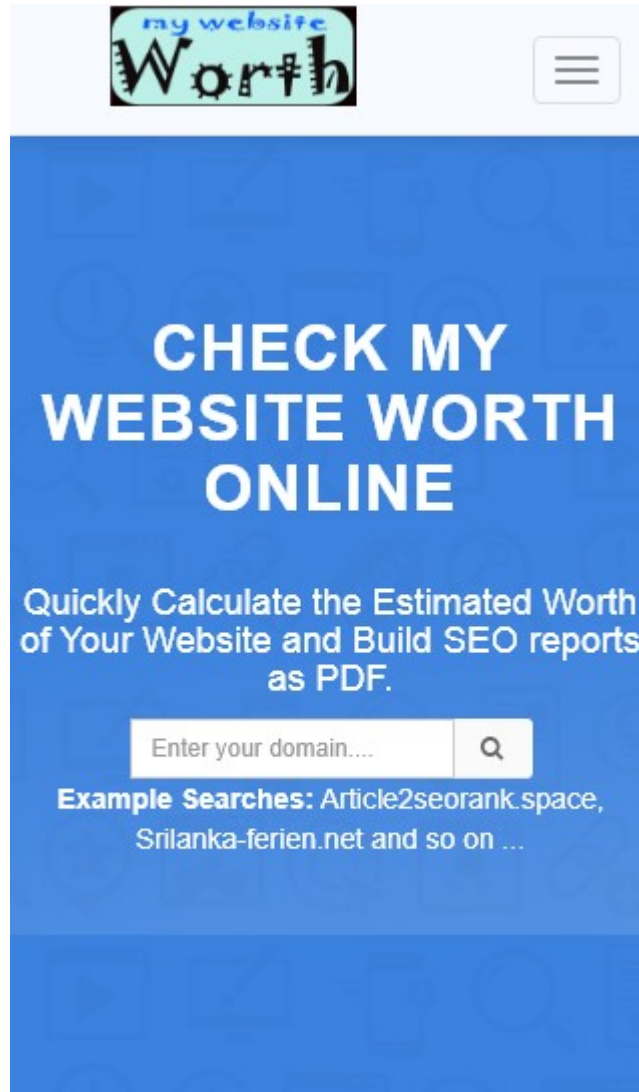 my website
Worth
CHECK MY
WEBSITE WORTH
ONLINE
Quickly Calculate the Estimated Worth
of Your Website and Build SEO reports
as PDF.
Enter your domain....
Example Searches: Article2seorank.space,
Srilanka-ferien.net and so on ...